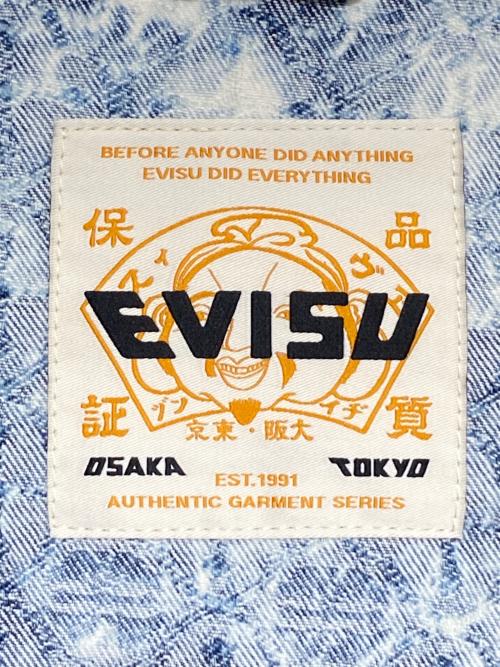 BEFORE ANYONE DID ANYTHING
EVISU DID EVERYTHING
保 品
EVISU
証 質
京東・阪大
OSAKA TOKYO
EST.1991
AUTHENTIC GARMENT SERIES